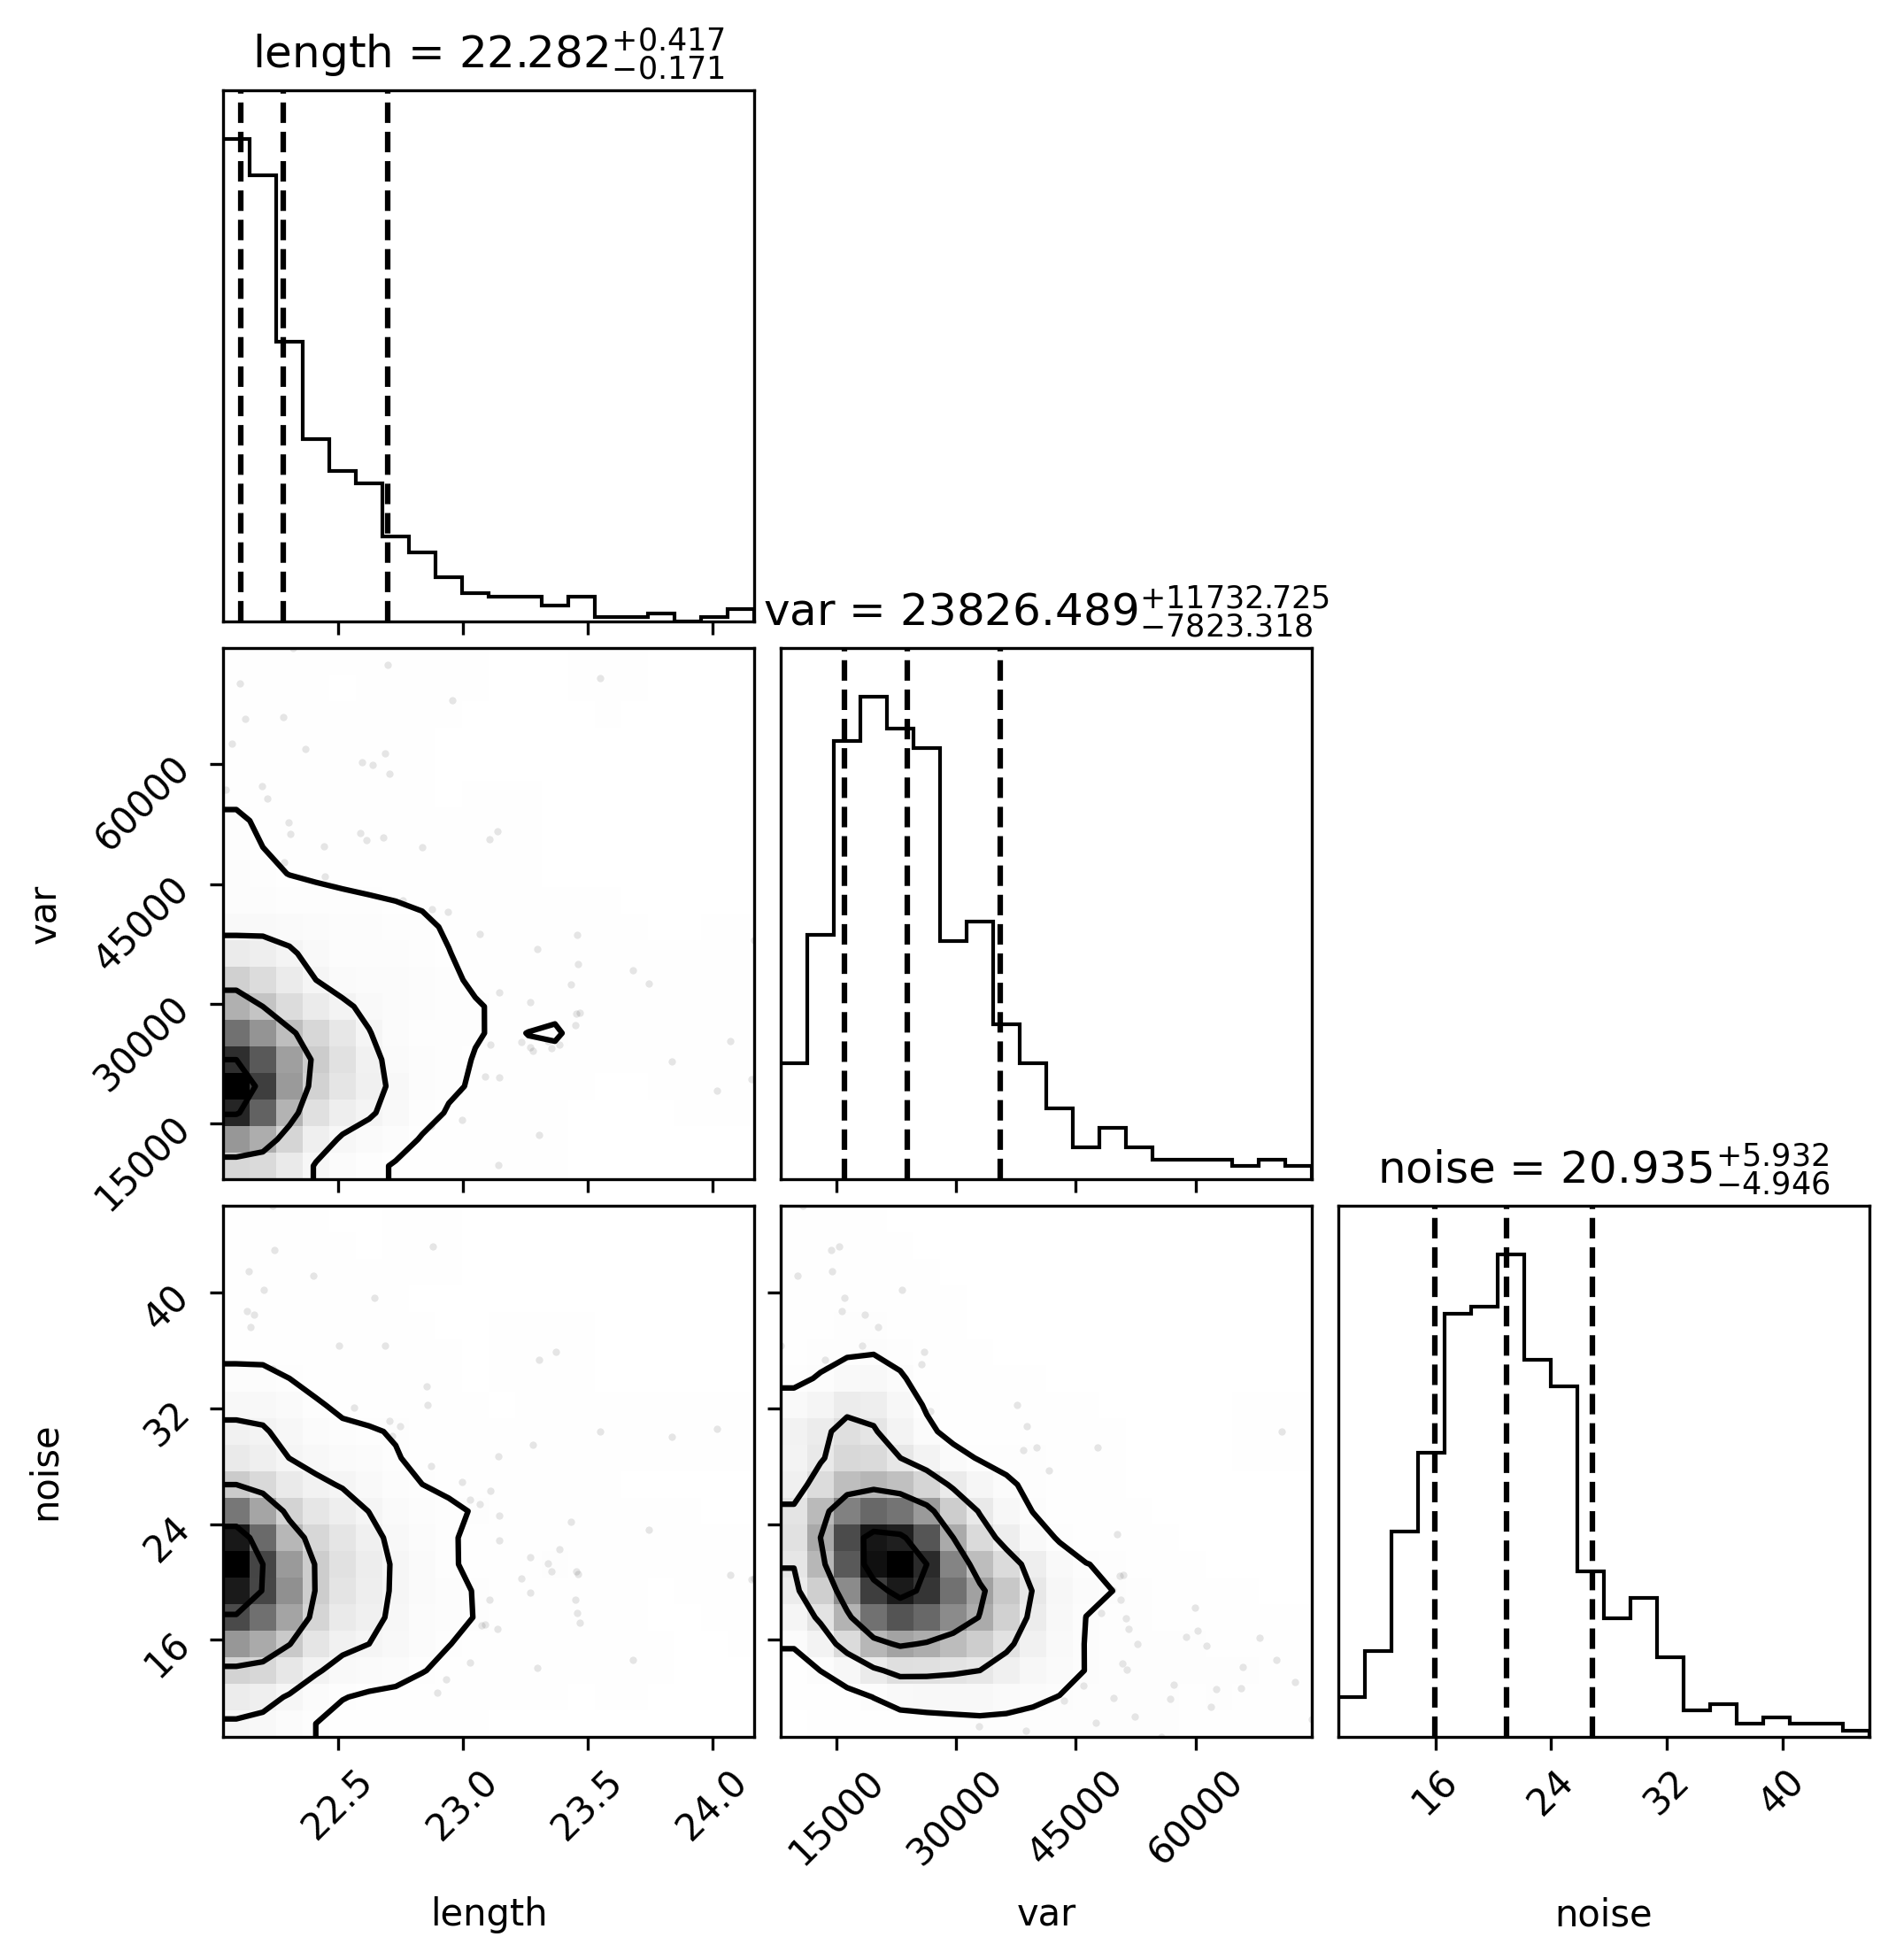 length = 22.282 +0.417 −0.171
var = 23826.489 +11732.725 −7823.318
60000
45000
30000
15000
var
noise = 20.935 +5.932 −4.946
40
32
24
16
noise
22.5 23.0 23.5 24.0
15000 30000 45000 60000
16 24 32 40
length var noise